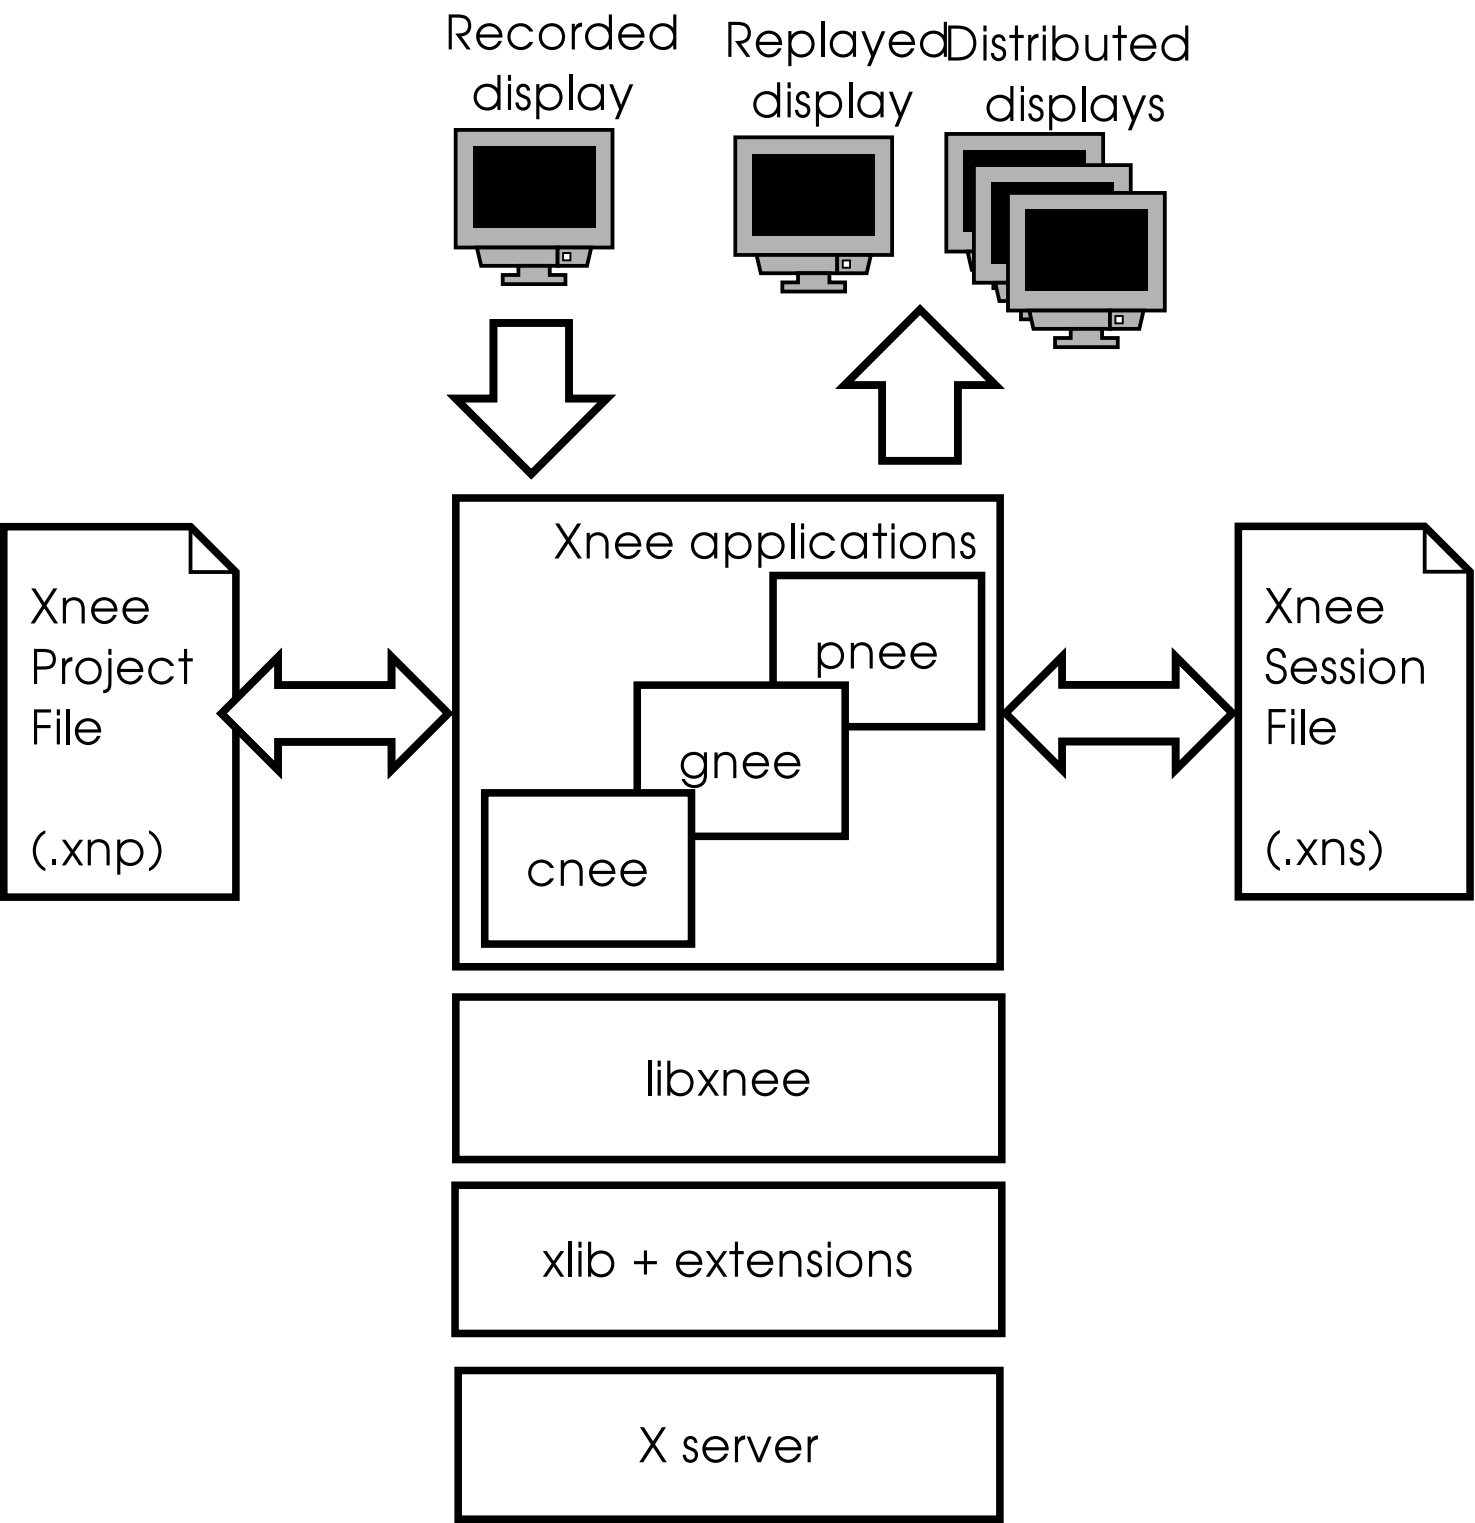 Recorded
display
Replayed
display
Distributed
displays
Xnee applications
pnee
gnee
cnee
Xnee
Project
File
(.xnp)
Xnee
Session
File
(.xns)
libxnee
xlib + extensions
X server